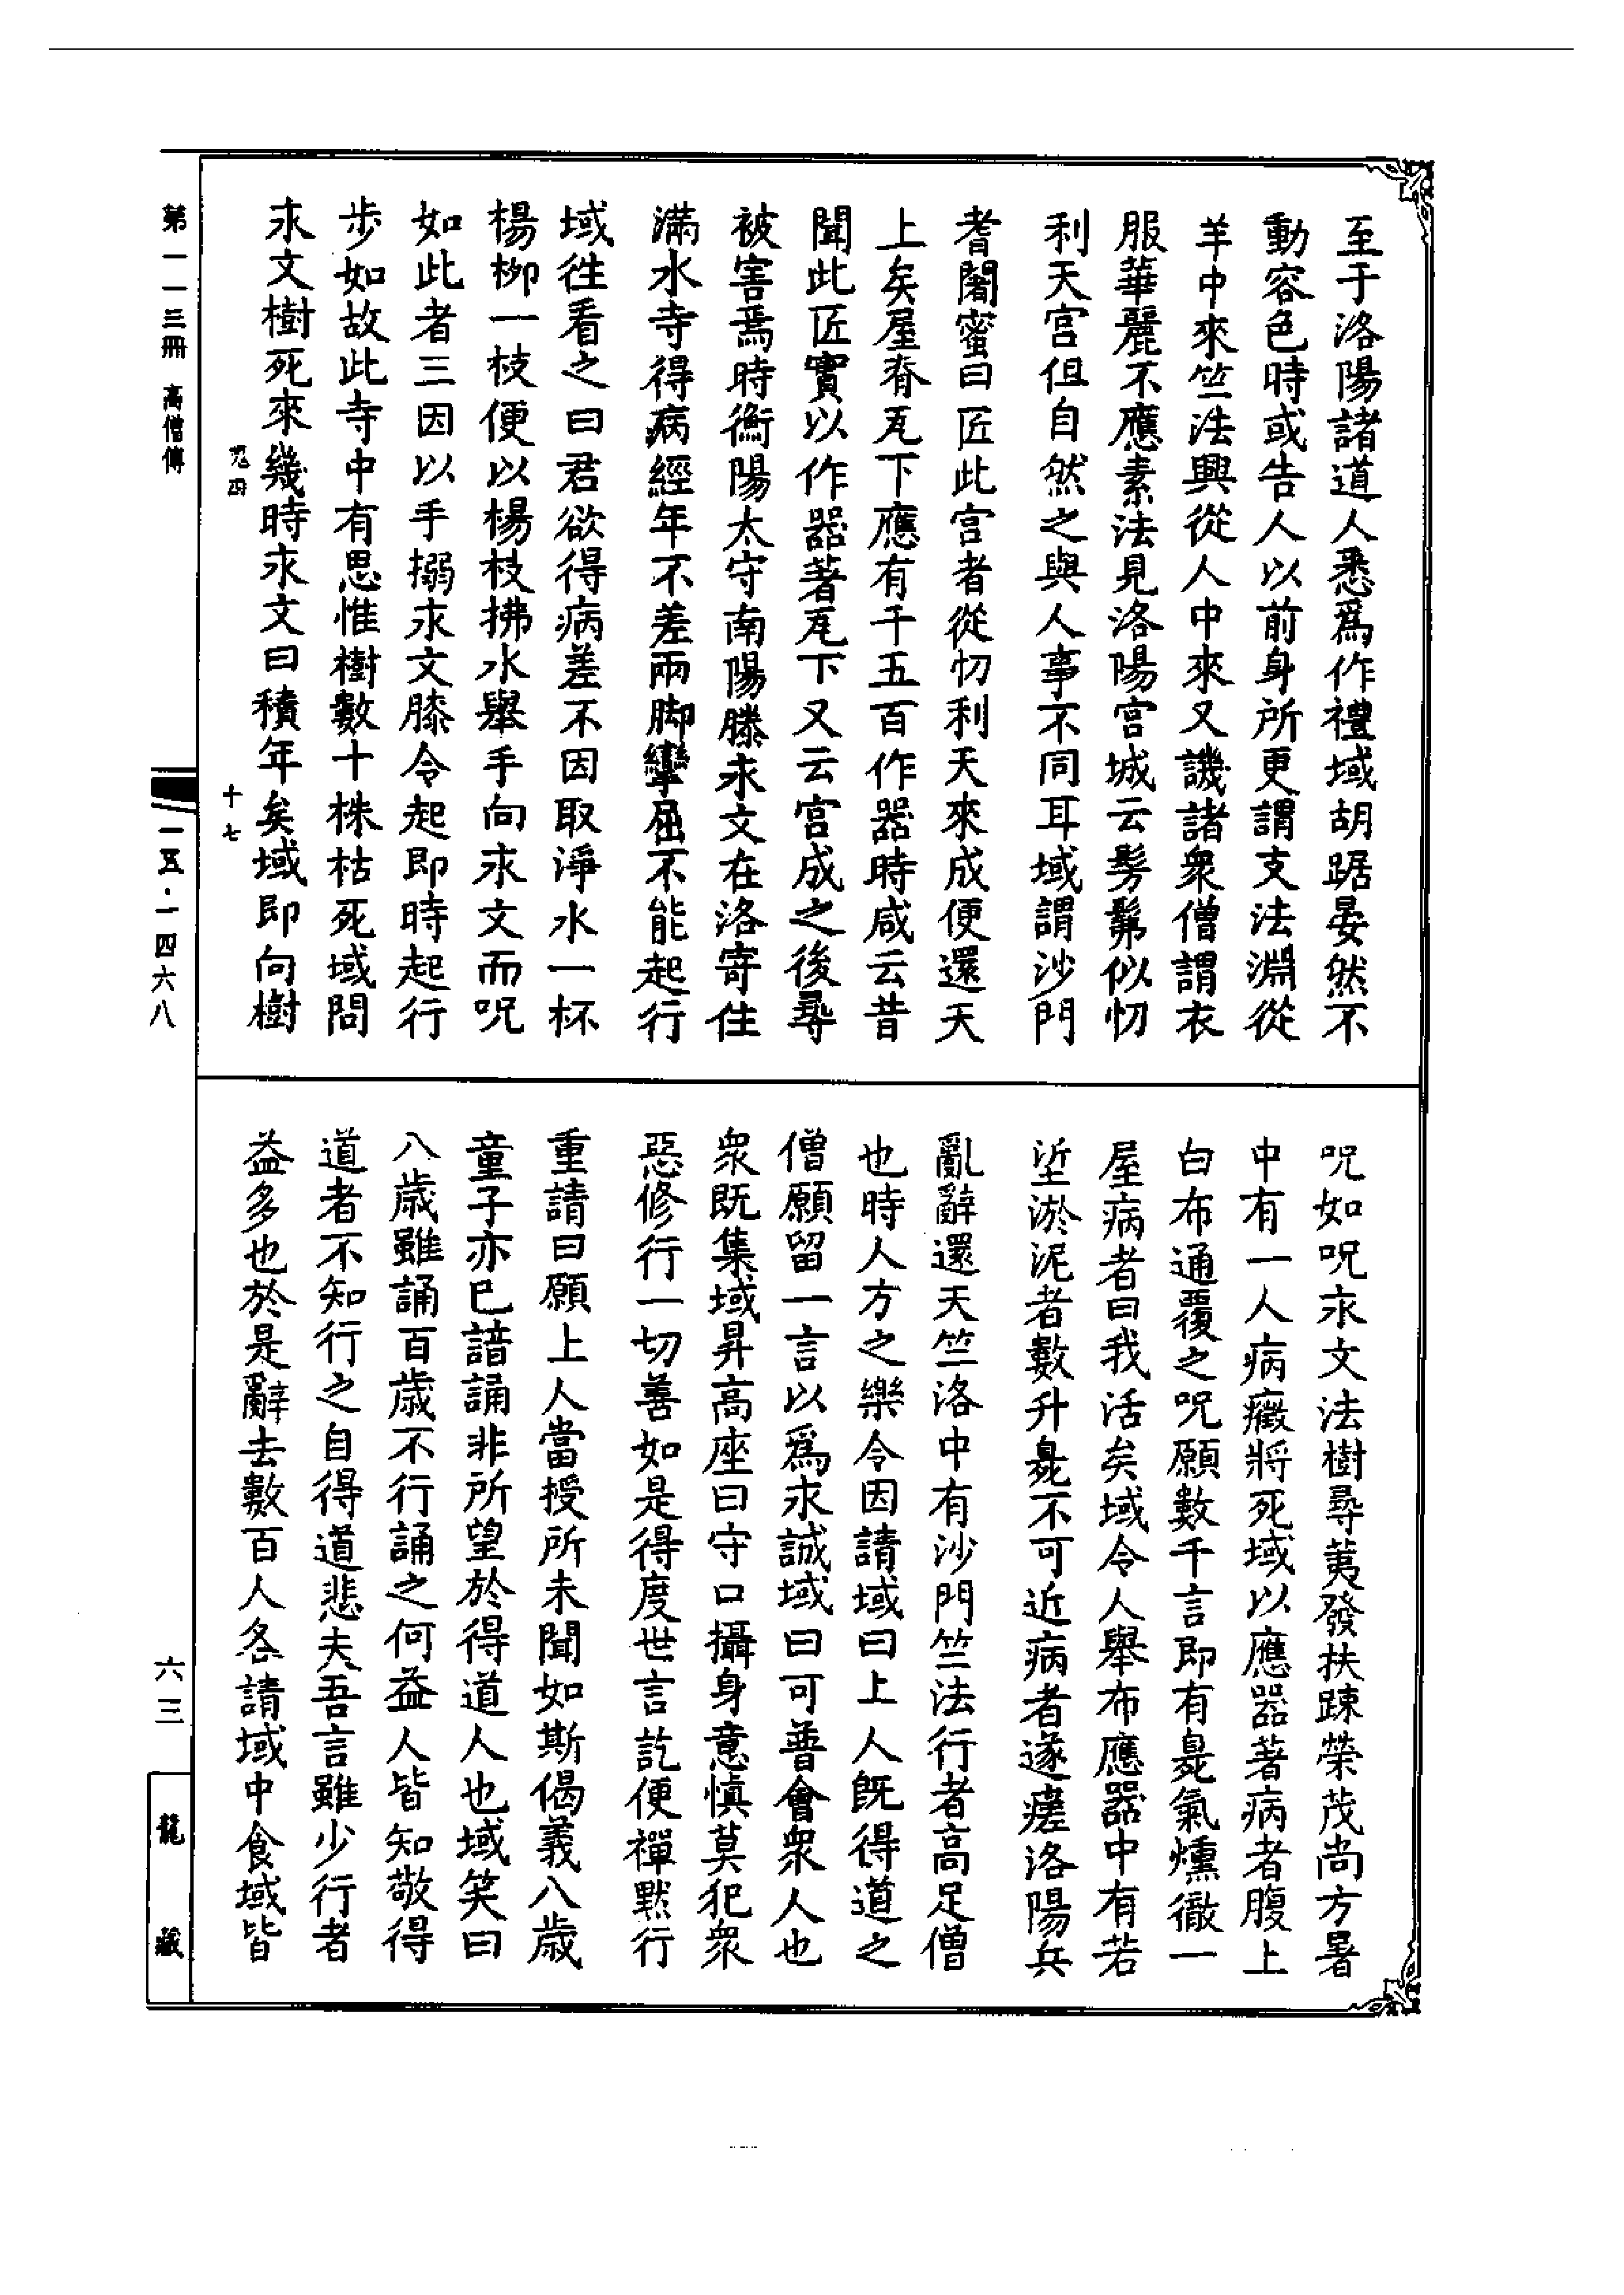 至于洛陽諸道人悉爲作禮域胡踞晏然不
動容色時或告人以前身所更謂支法淵從
羊中來竺法興從人中來又譏諸衆僧謂衣
服華麗不應素法見洛陽宮城云髣髴似忉
利天宮但自然之與人事不同耳域謂沙門
耆闍蜜曰匠此宮者從忉利天來成便還天
上矣屋脊瓦下應有千五百作器時咸云昔
聞此匠實以作器著瓦下又云宮成之後尋
被害焉時衡陽太守南陽滕永文在洛寄住
滿水寺得病經年不差兩脚攣屈不能起行
域往看之曰君欲得病差不因取淨水一杯
楊栁一枝便以楊枝拂水舉手向永文而呪
如此者三因以手搦永文膝令起即時起行
步如故此寺中有思惟樹數十株枯死域問
永文樹死來幾時永文曰積年矣域即向樹
呪如呪永文法樹尋荑發扶踈榮茂尚方暑
中有一人病癥將死域以應器著病者腹上
白布通覆之呪願數千言即有臭氣燻徹一
屋病者曰我活矣域令人舉布應器中有若
埿淤泥者數升臭不可近病者遂瘥洛陽兵
亂辭還天竺洛中有沙門竺法行者高足僧
也時人方之樂令因請域曰上人既得道之
僧願留一言以爲永誡域曰可普會衆人也
衆既集域昇高座曰守口攝身意愼莫犯衆
惡修行一切善如是得度世言訖便禪默行
重請曰願上人當授所未聞如斯偈義八歲
童子亦已諳誦非所望於得道人也域笑曰
八歲雖誦百歲不行誦之何益人皆知敬得
道者不知行之自得道悲夫吾言雖少行者
益多也於是辭去數百人各請域中食域皆
第一一三冊 高僧傳
十七
一五·一四六八
六三
龍藏